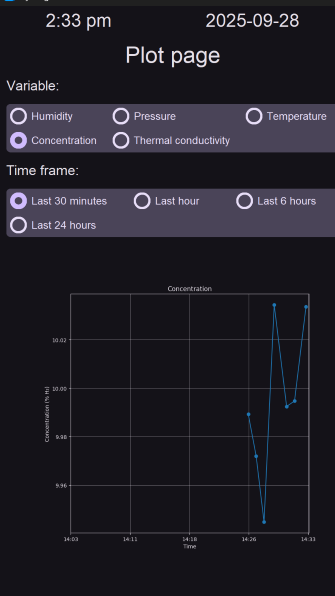 2:33 pm 2025-09-28
Plot page
Variable:
Humidity Pressure Temperature
Concentration Thermal conductivity
Time frame:
Last 30 minutes Last hour Last 6 hours
Last 24 hours
Concentration
10.02
10.00
9.98
9.96
Concentration (% H₂)
14:03 14:11 14:18 14:26 14:33
Time